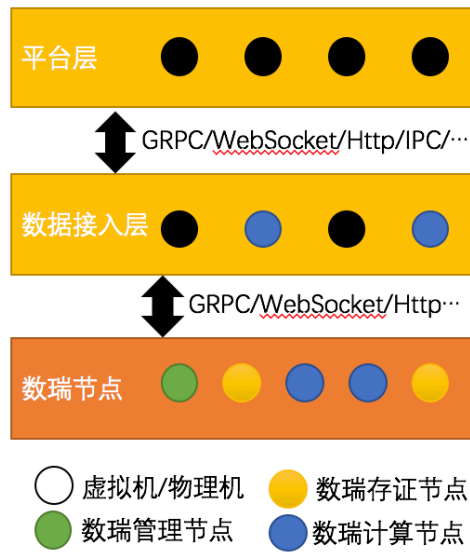 平台层
GRPC/WebSocket/Http/IPC/…
数据接入层
GRPC/WebSocket/Http…
数瑞节点
虚拟机/物理机
数瑞存证节点
数瑞管理节点
数瑞计算节点